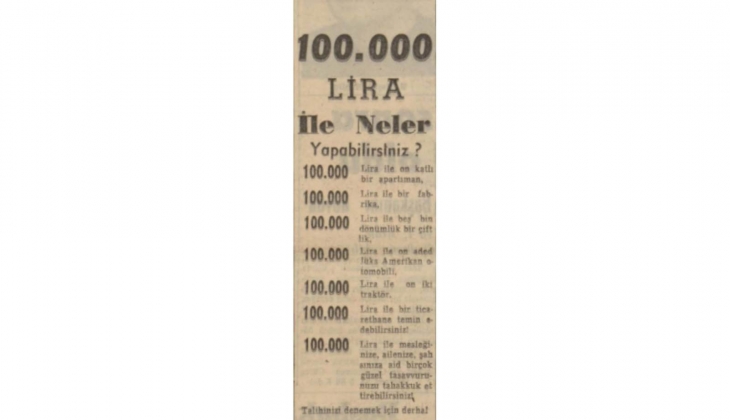 100.000
LİRA
İle Neler
Yapabilirsiniz ?
100.000 Lira ile on katlı
bir apartıman,
100.000 Lira ile bir fab-
rika,
100.000 Lira ile beş bin
dönümlük bir çift
lik,
100.000 Lira ile on aded
lüks Amerikan o-
tomobili,
100.000 Lira ile on iki
traktör,
100.000 Lira ile bir tica-
rethane temin e-
debilirsiniz!
100.000 Lira ile mesleği-
nize, ailenize, şah
sınıza aid birçok
güzel tasavvuru-
nuzu tahakkuk et
tirebilirsiniz!
Talihinizi denemek için derhal